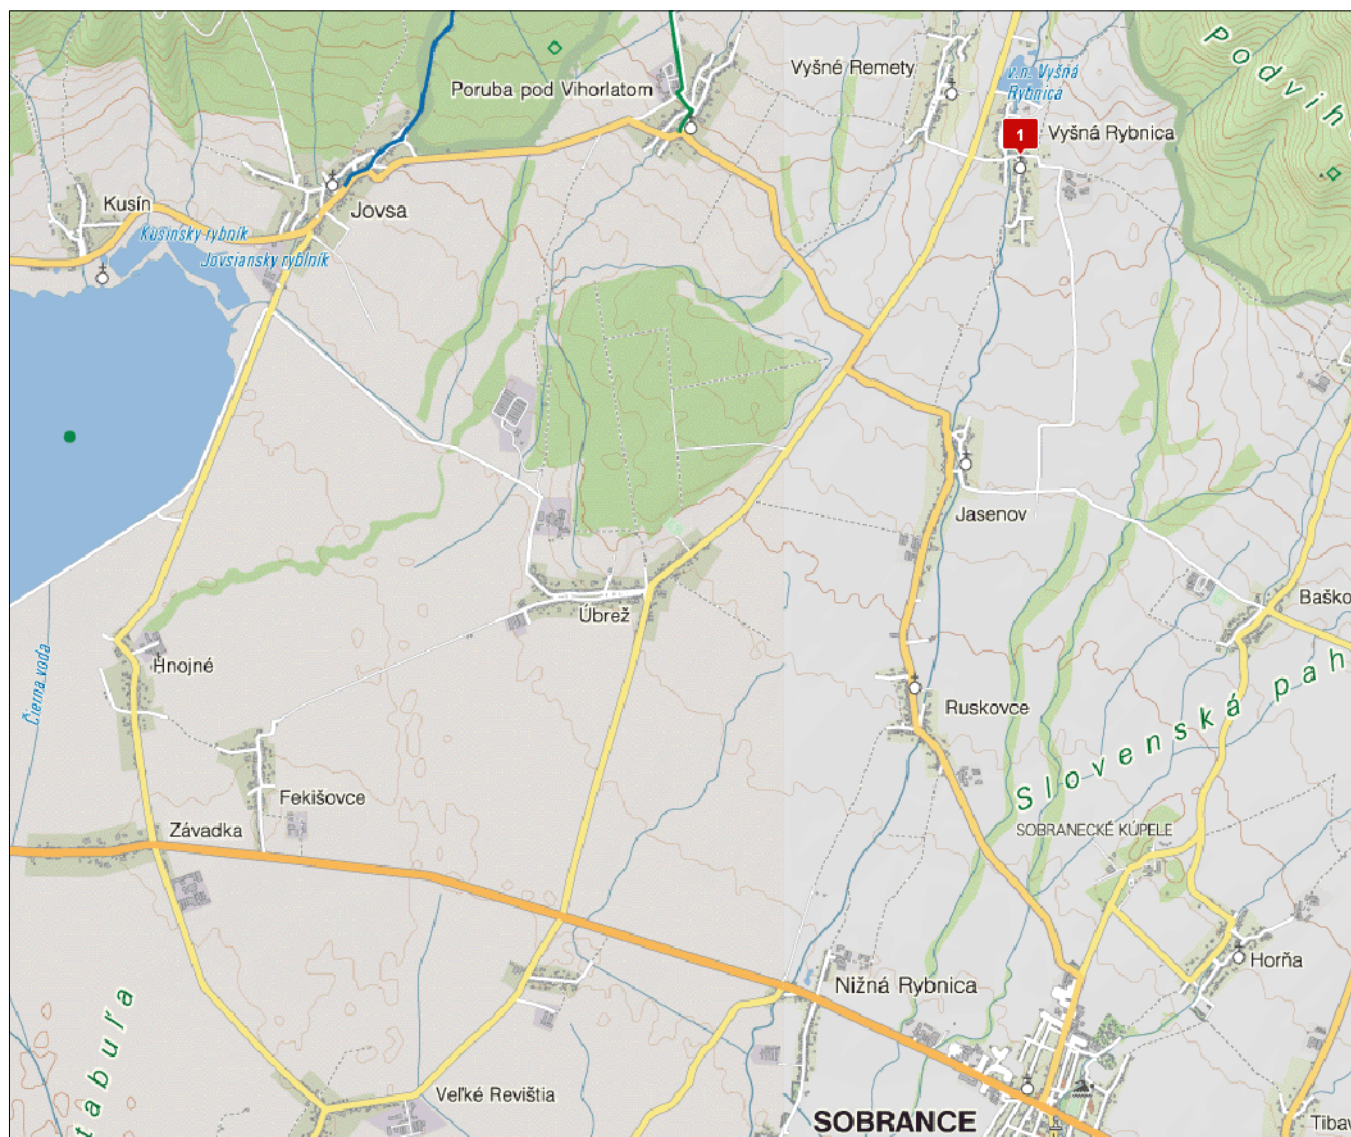 Podvih
Vyšné Remety
v.n. Vyšná
Rybnica
Poruba pod Vihorlatom
1
Vyšná Rybnica
Kusín
Jovsa
Kusínsky rybník
Jovsiansky rybník
Jasenov
Baško
Úbrež
Hnojné
Čierna voda
Ruskovce
Slovenská pah
Fekišovce
Závadka
SOBRANECKÉ KÚPELE
Horňa
Nižná Rybnica
tabuľa
Veľké Revištia
SOBRANCE
Tibav